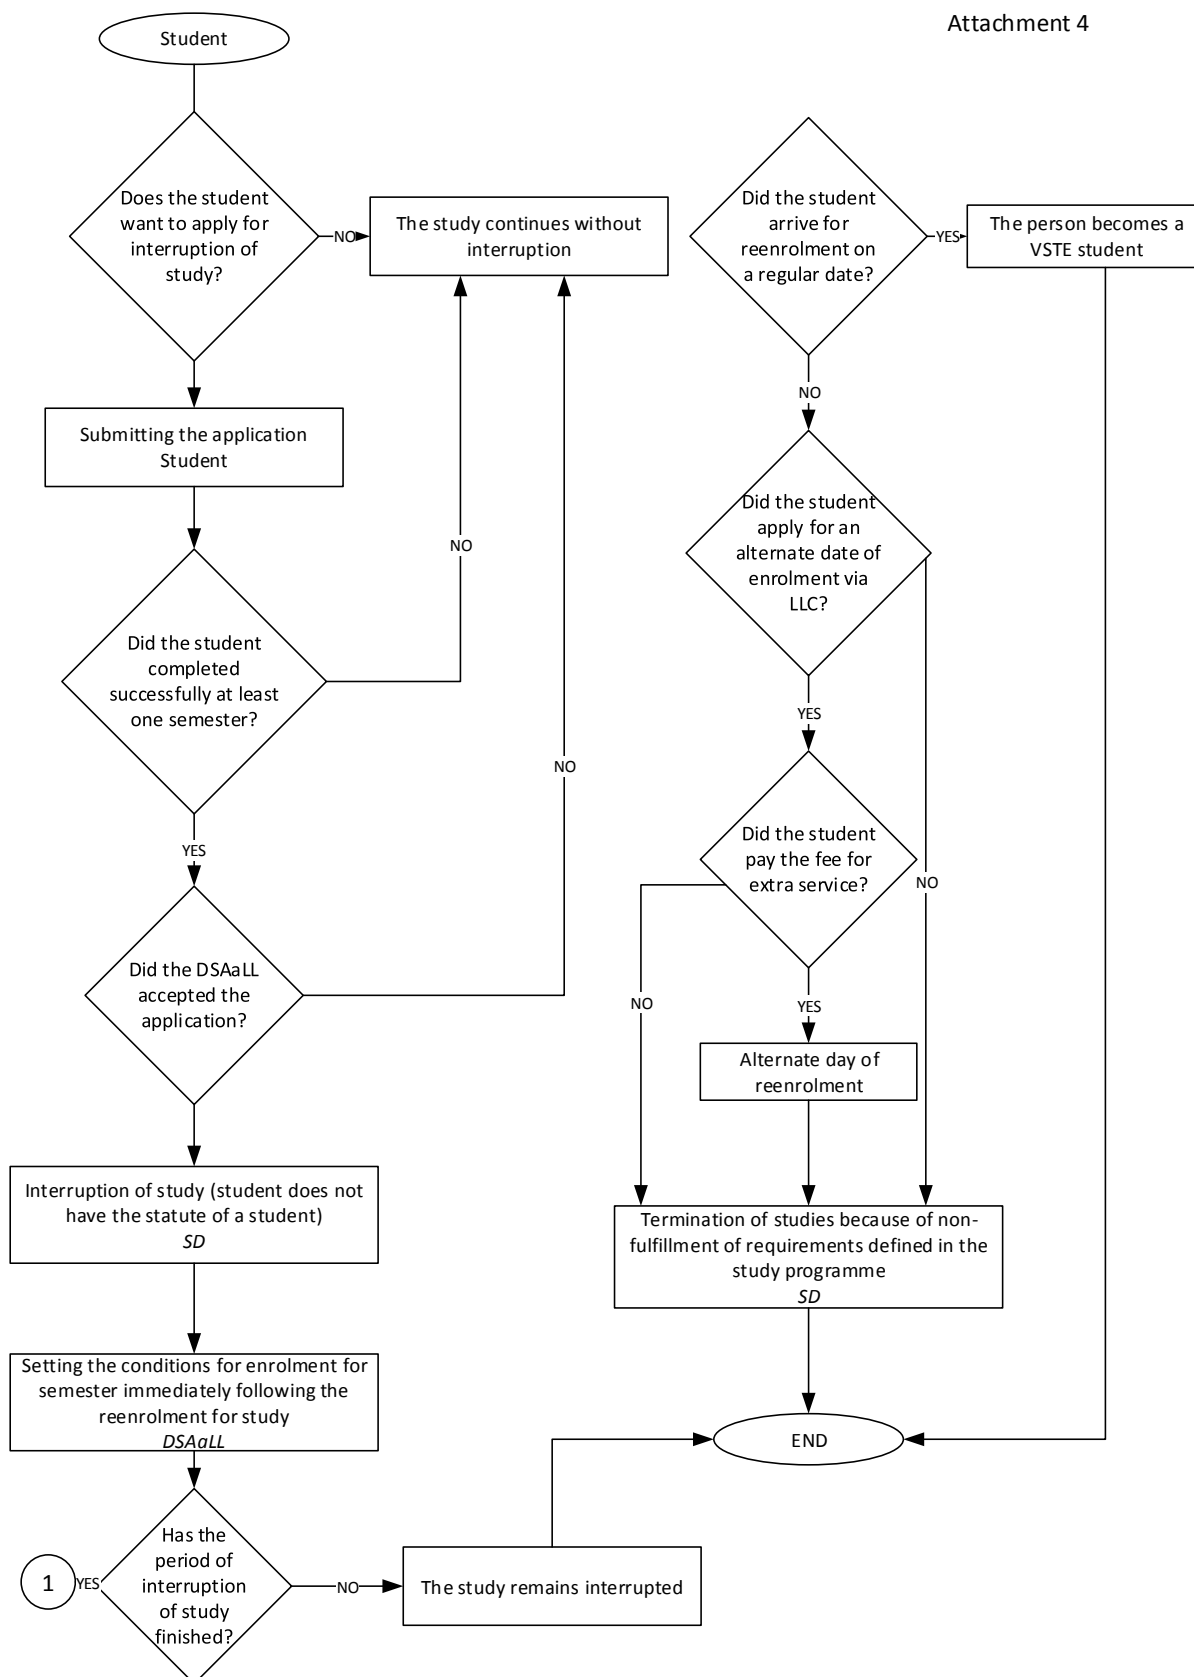 Attachment 4
Student
Does the student
want to apply for
interruption of
study?
NO
The study continues without
interruption
Submitting the application
Student
NO
Did the student
completed
successfully at least
one semester?
YES
NO
Did the DSAaLL
accepted the
application?
Interruption of study (student does not
have the statute of a student)
SD
Setting the conditions for enrolment for
semester immediately following the
reenrolment for study
DSAaLL
Has the
period of
interruption
of study
finished?
1
YES
NO
The study remains interrupted
Did the student
arrive for
reenrolment on
a regular date?
YES
The person becomes a
VSTE student
NO
Did the student
apply for an
alternate date of
enrolment via
LLC?
YES
NO
Did the student
pay the fee for
extra service?
NO
YES
Alternate day of
reenrolment
Termination of studies because of non-
fulfillment of requirements defined in the
study programme
SD
END